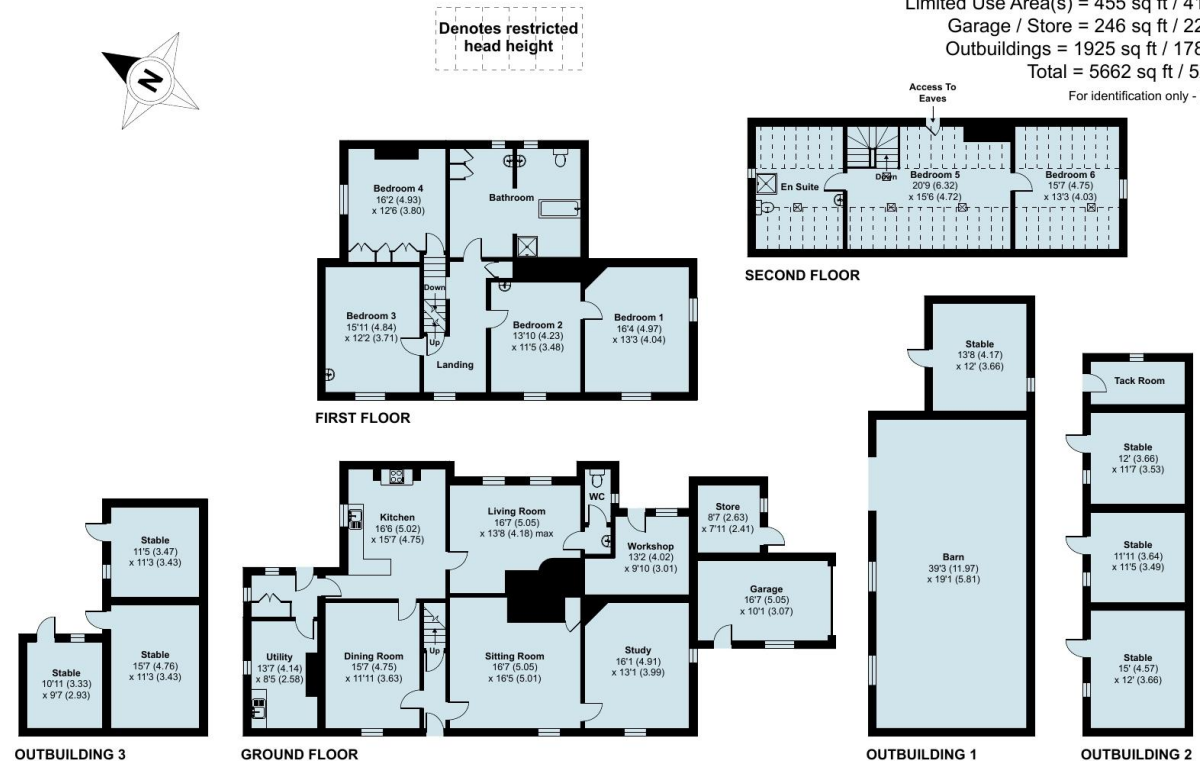 Limited Use Area(s) = 455 sq ft / 41
Garage / Store = 246 sq ft / 22
Outbuildings = 1925 sq ft / 178
Total = 5662 sq ft / 5
For identification only -
Denotes restricted
head height
N
Access To
Eaves
En Suite
Down
Bedroom 5
20'9 (6.32)
x 15'6 (4.72)
Bedroom 6
15'7 (4.75)
x 13'3 (4.03)
SECOND FLOOR
Bedroom 4
16'2 (4.93)
x 12'6 (3.80)
Bathroom
Down
Up
Bedroom 3
15'11 (4.84)
x 12'2 (3.71)
Landing
Bedroom 2
13'10 (4.23)
x 11'5 (3.48)
Bedroom 1
16'4 (4.97)
x 13'3 (4.04)
FIRST FLOOR
Stable
13'8 (4.17)
x 12' (3.66)
Barn
39'3 (11.97)
x 19'1 (5.81)
OUTBUILDING 1
Tack Room
Stable
12' (3.66)
x 11'7 (3.53)
Stable
11'11 (3.64)
x 11'5 (3.49)
Stable
15' (4.57)
x 12' (3.66)
OUTBUILDING 2
Stable
11'5 (3.47)
x 11'3 (3.43)
Stable
15'7 (4.76)
x 11'3 (3.43)
Stable
10'11 (3.33)
x 9'7 (2.93)
OUTBUILDING 3
Kitchen
16'6 (5.02)
x 15'7 (4.75)
Living Room
16'7 (5.05)
x 13'8 (4.18) max
WC
Workshop
13'2 (4.02)
x 9'10 (3.01)
Store
8'7 (2.63)
x 7'11 (2.41)
Garage
16'7 (5.05)
x 10'1 (3.07)
Utility
13'7 (4.14)
x 8'5 (2.58)
Dining Room
15'7 (4.75)
x 11'11 (3.63)
Up
Sitting Room
16'7 (5.05)
x 16'5 (5.01)
Study
16'1 (4.91)
x 13'1 (3.99)
GROUND FLOOR